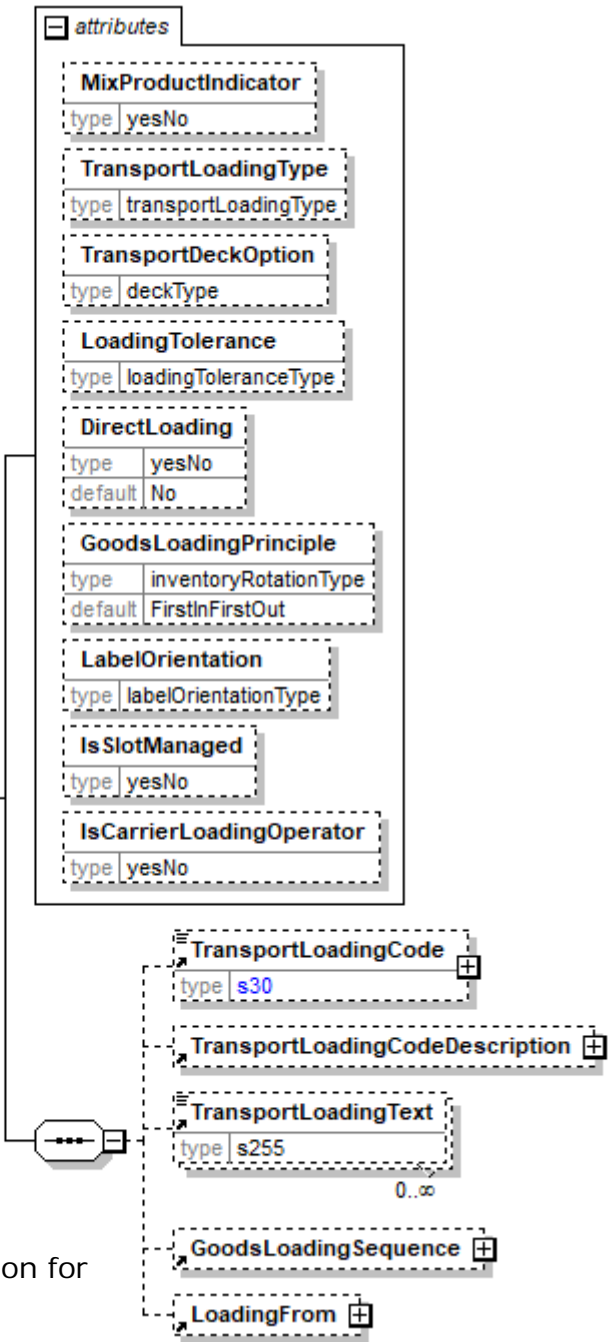 attributes
MixProductIndicator
type yesNo
TransportLoadingType
type transportLoadingType
TransportDeckOption
type deckType
LoadingTolerance
type loadingToleranceType
DirectLoading
type yesNo
default No
GoodsLoadingPrinciple
type inventoryRotationType
default FirstInFirstOut
LabelOrientation
type labelOrientationType
IsSlotManaged
type yesNo
IsCarrierLoadingOperator
type yesNo
TransportLoadingCode
type s30
TransportLoadingCodeDescription
TransportLoadingText
type s255
0..∞
GoodsLoadingSequence
on for
LoadingFrom